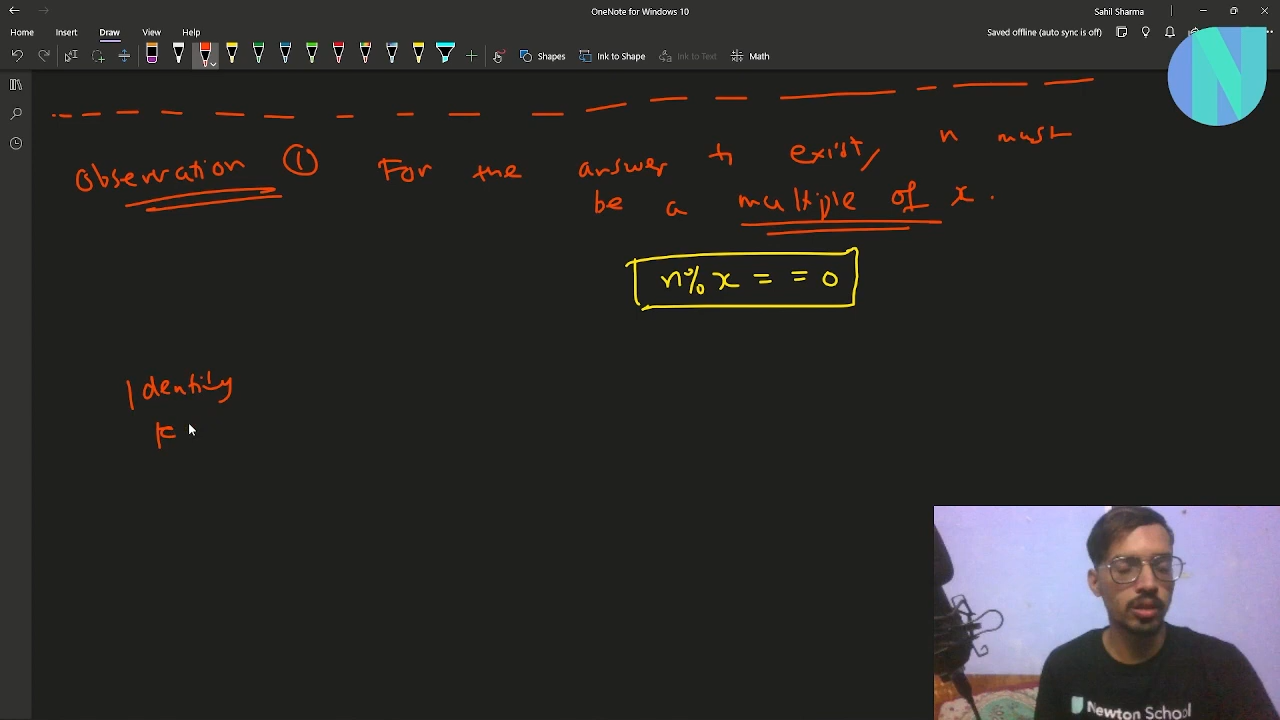 OneNote for Windows 10
Sahil Sharma
Home Insert Draw View Help
Saved offline (auto sync is off)
Shapes Ink to Shape Ink to Text Math
Observation ① For the answer to exist, n must
be a multiple of x.
n%x = = 0
Identity
Newton School